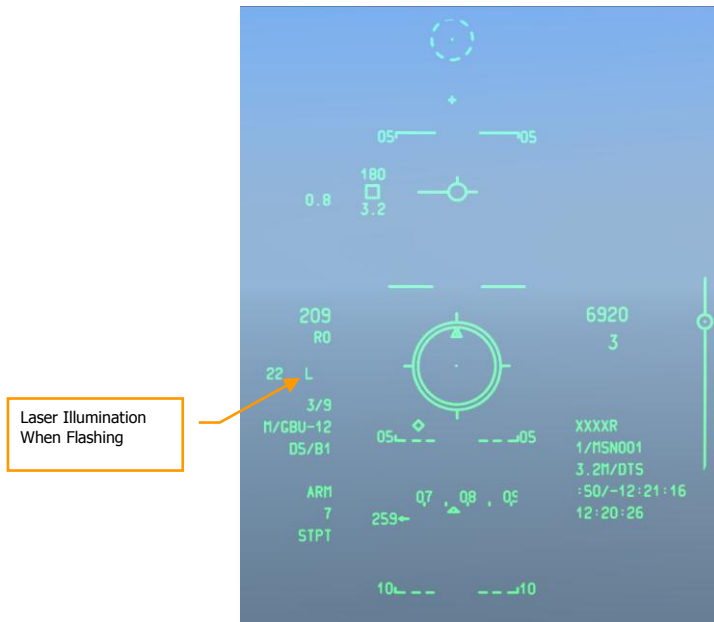 05 05
180
0.8
3.2
209 6920
RO 3
22 L
3/9
M/GBU-12
05 05
D5/B1
XXXXR
1/MSN001
3.2M/DTS
ARM
7
STPT
07 . 08 . 09
259
:50/-12:21:16
12:20:26
10 10
Laser Illumination
When Flashing